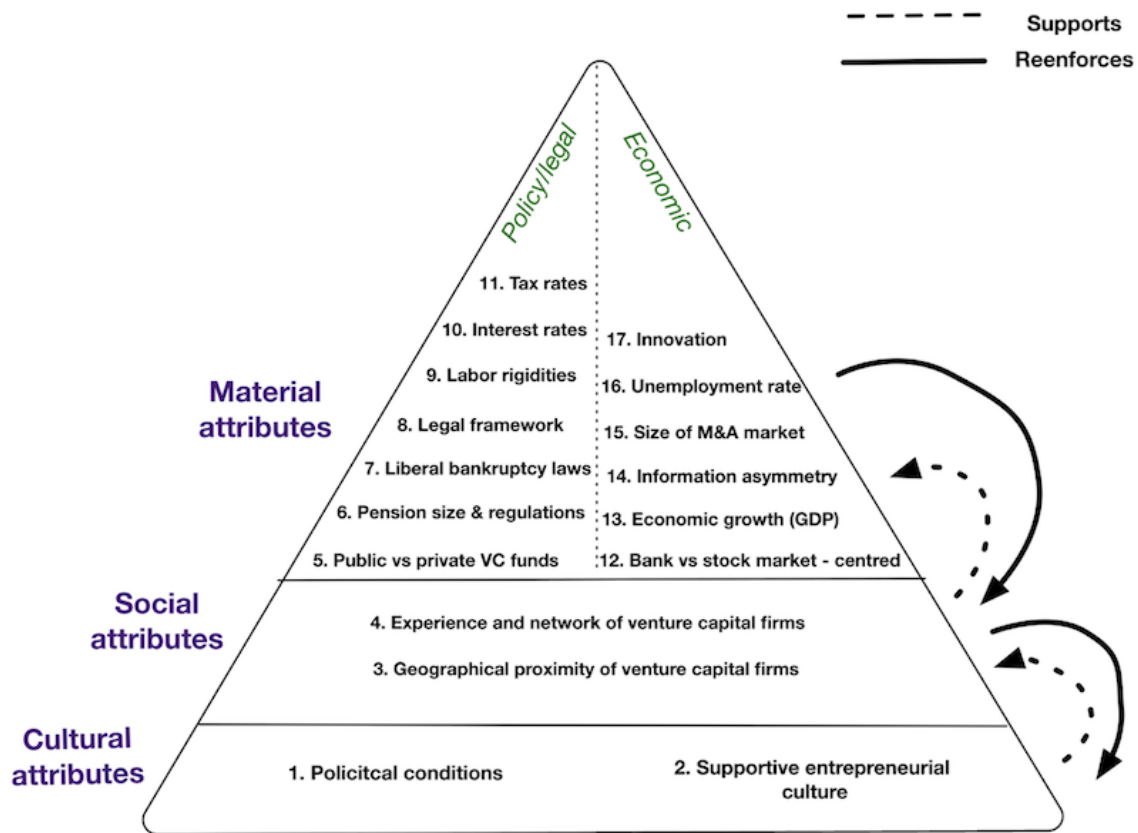 Supports
Reenforces
Policy/legal
Economic
11. Tax rates
10. Interest rates
9. Labor rigidities
8. Legal framework
7. Liberal bankruptcy laws
6. Pension size & regulations
5. Public vs private VC funds
17. Innovation
16. Unemployment rate
15. Size of M&A market
14. Information asymmetry
13. Economic growth (GDP)
12. Bank vs stock market - centred
Material
attributes
Social
attributes
4. Experience and network of venture capital firms
3. Geographical proximity of venture capital firms
Cultural
attributes
1. Policitcal conditions
2. Supportive entrepreneurial
culture